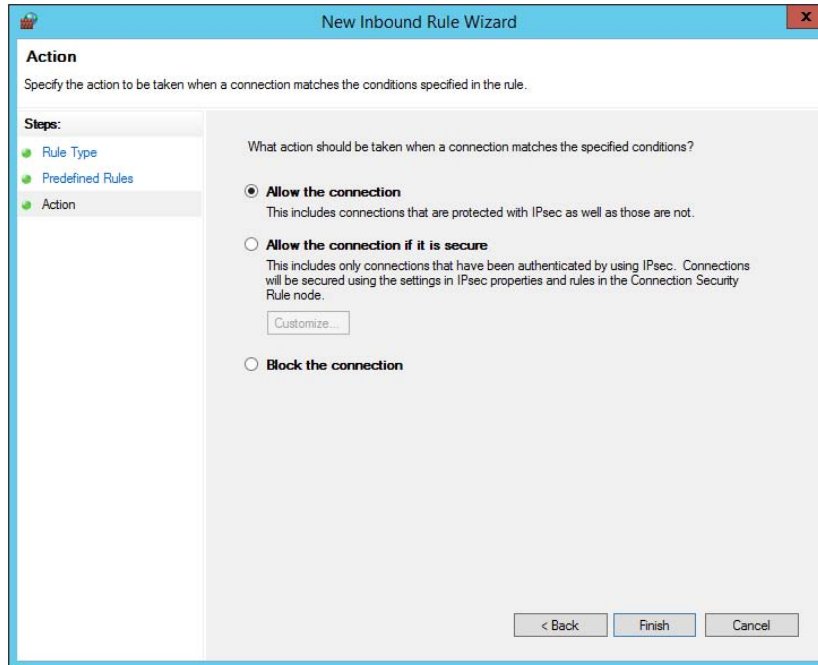 New Inbound Rule Wizard
x
Action
Specify the action to be taken when a connection matches the conditions specified in the rule.
Steps:
Rule Type
Predefined Rules
Action
What action should be taken when a connection matches the specified conditions?
Allow the connection
This includes connections that are protected with IPsec as well as those are not.
Allow the connection if it is secure
This includes only connections that have been authenticated by using IPsec. Connections
will be secured using the settings in IPsec properties and rules in the Connection Security
Rule node.
Customize...
Block the connection
< Back
Finish
Cancel